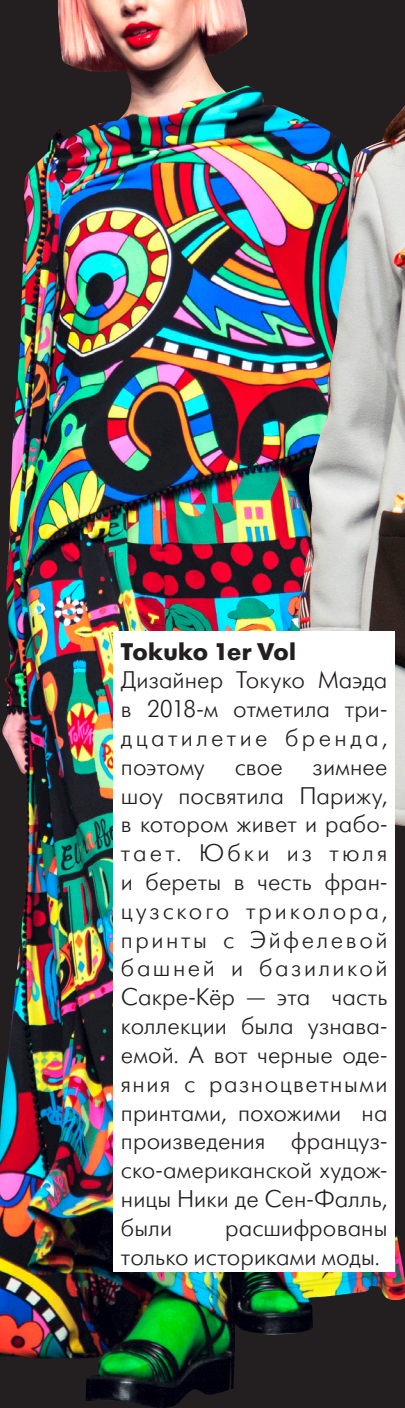 Tokuko 1er Vol
Дизайнер Токуко Маэда
в 2018-м отметила три-
дцатилетие бренда,
поэтому свое зимнее
шоу посвятила Парижу,
в котором живет и рабо-
тает. Юбки из тюля
и береты в честь фран-
цузского триколора,
принты с Эйфелевой
башней и базиликой
Сакре-Кёр — эта часть
коллекции была узнава-
емой. А вот черные оде-
яния с разноцветными
принтами, похожими на
произведения француз-
ско-американской худож-
ницы Ники де Сен-Фалль,
были расшифрованы
только историками моды.